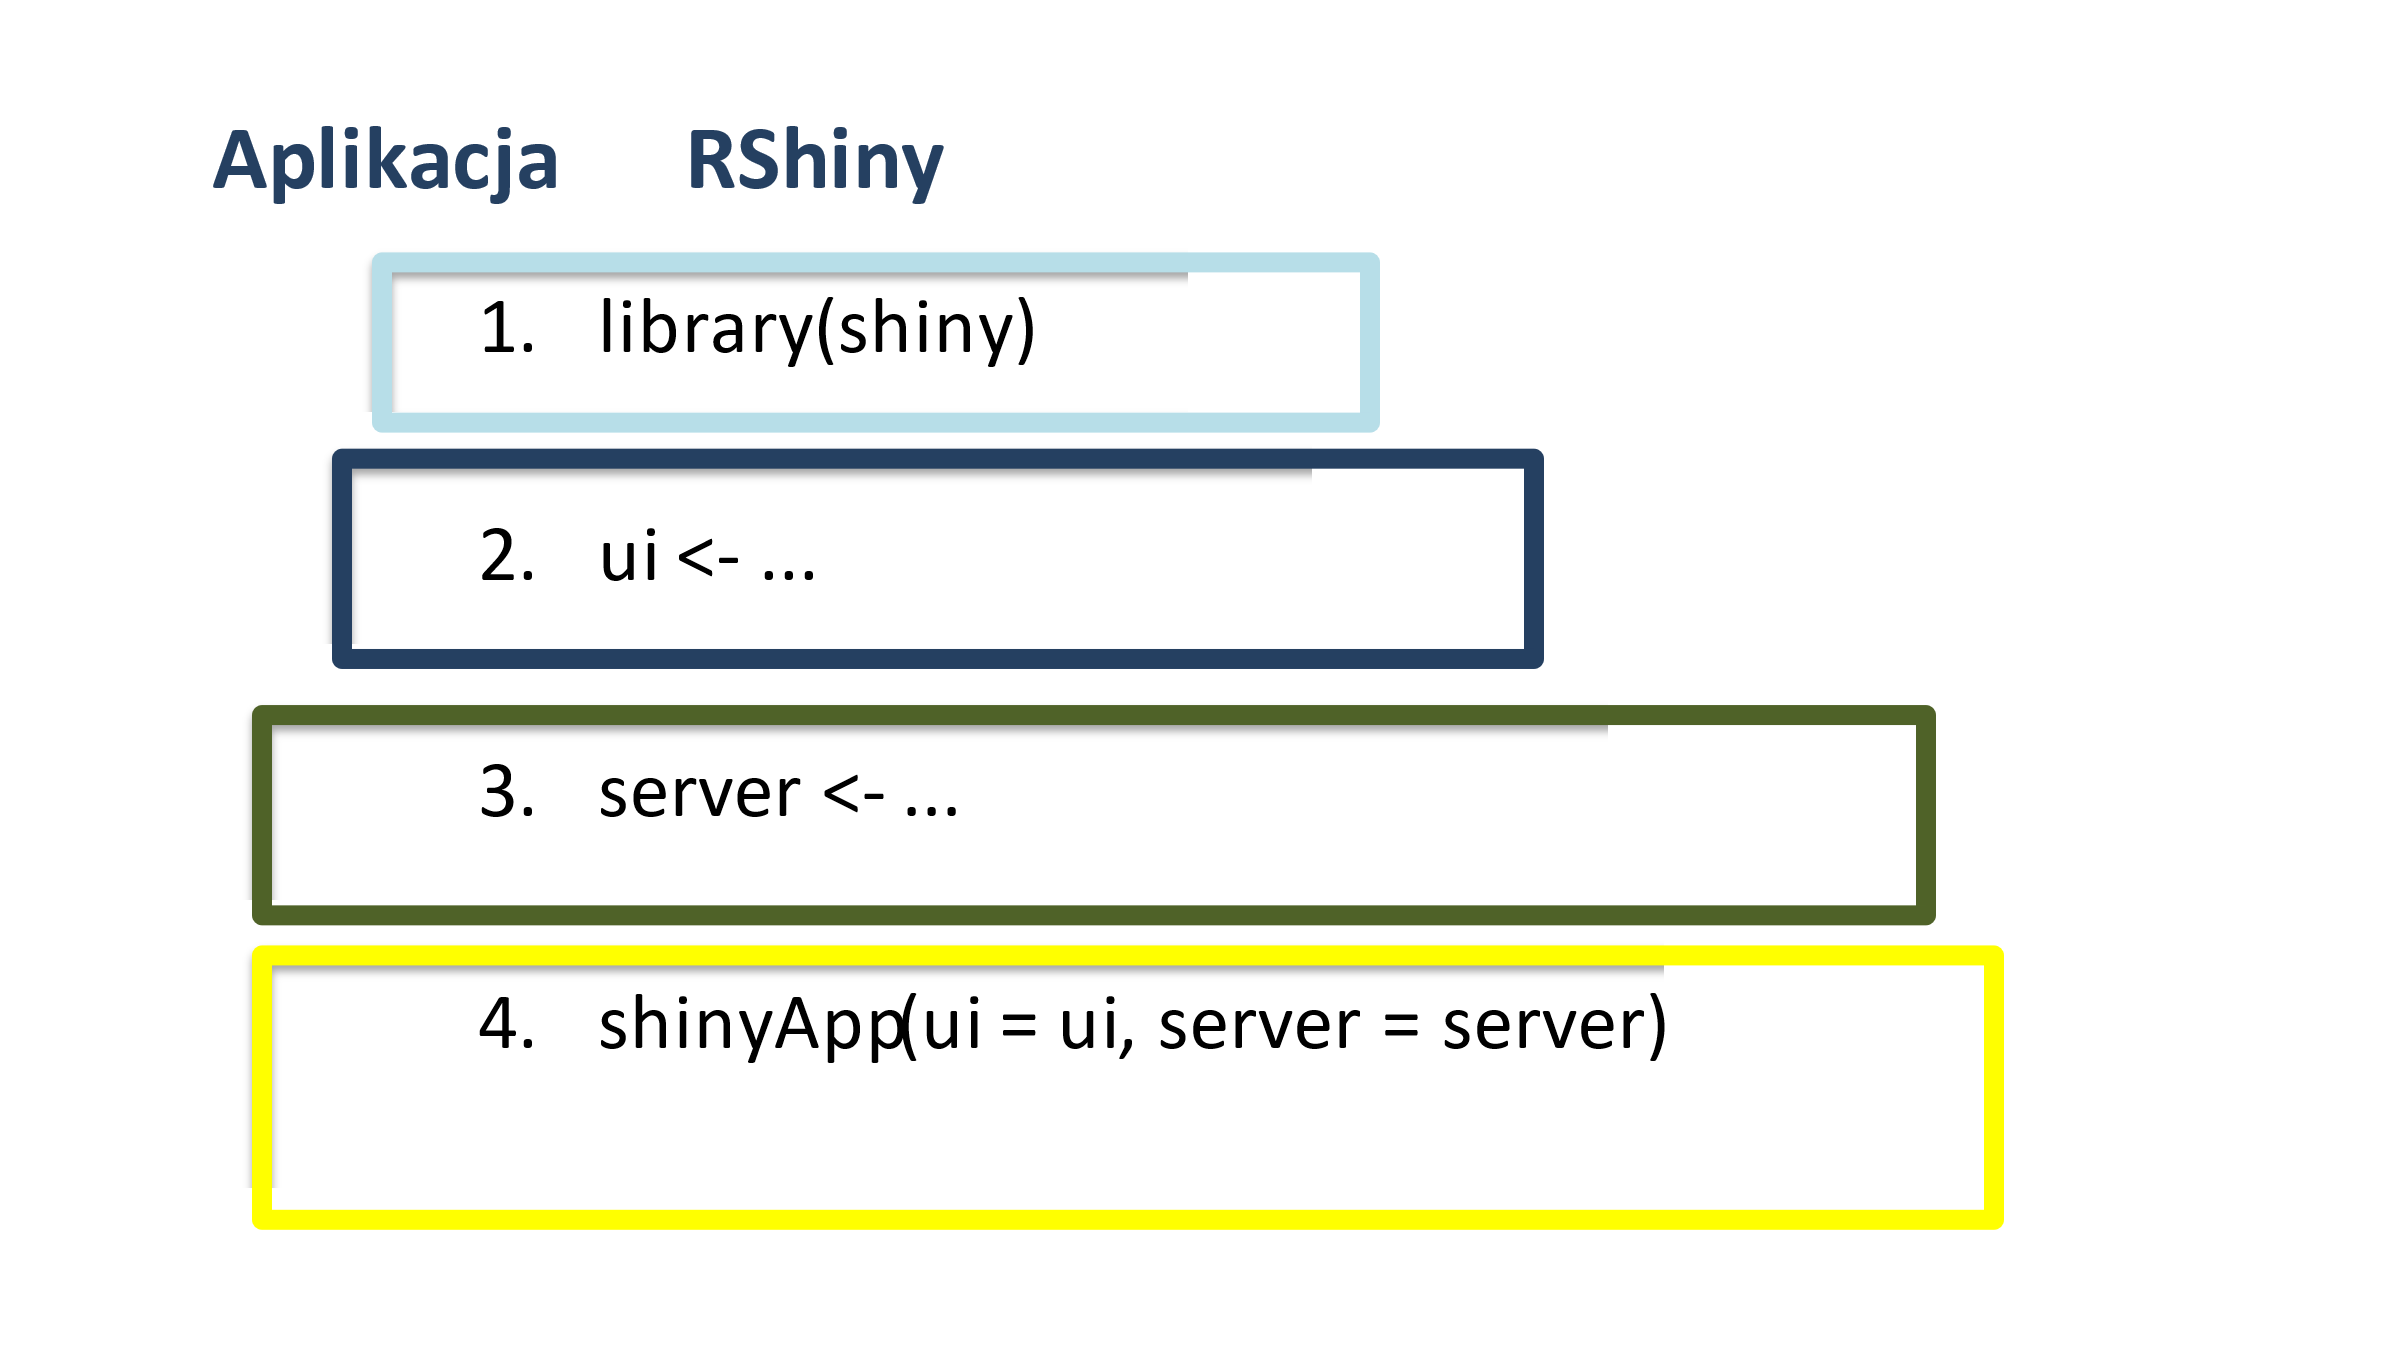 Aplikacja RShiny
1. library(shiny)
2. ui <- ...
3. server <- ...
4. shinyApp(ui = ui, server = server)